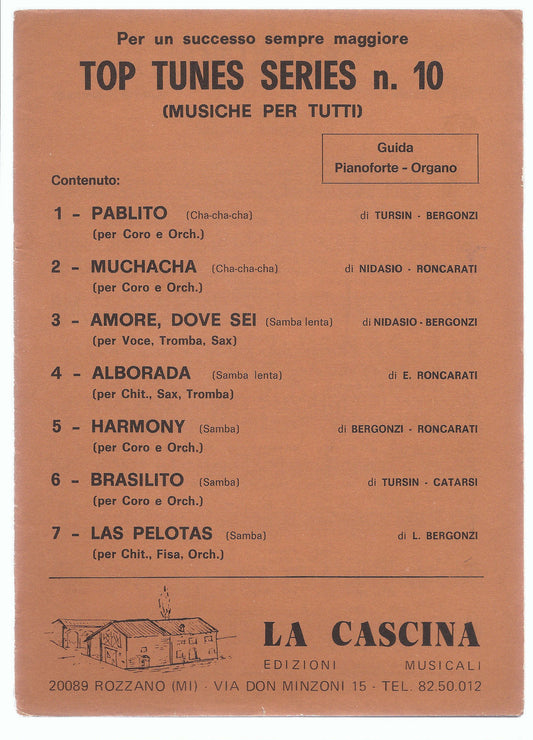 Per un successo sempre maggiore
TOP TUNES SERIES n. 10
(MUSICHE PER TUTTI)
Guida
Pianoforte - Organo
Contenuto:
1 - PABLITO (Cha-cha-cha) di TURSIN - BERGONZI
(per Coro e Orch.)
2 - MUCHACHA (Cha-cha-cha) di NIDASIO - RONCARATI
(per Coro e Orch.)
3 - AMORE, DOVE SEI (Samba lenta) di NIDASIO - BERGONZI
(per Voce, Tromba, Sax)
4 - ALBORADA (Samba lenta) di E. RONCARATI
(per Chit., Sax, Tromba)
5 - HARMONY (Samba) di BERGONZI - RONCARATI
(per Coro e Orch.)
6 - BRASILITO (Samba) di TURSIN - CATARSI
(per Coro e Orch.)
7 - LAS PELOTAS (Samba) di L. BERGONZI
(per Chit., Fisa, Orch.)
LA CASCINA
EDIZIONI MUSICALI
20089 ROZZANO (MI) - VIA DON MINZONI 15 - TEL. 82.50.012